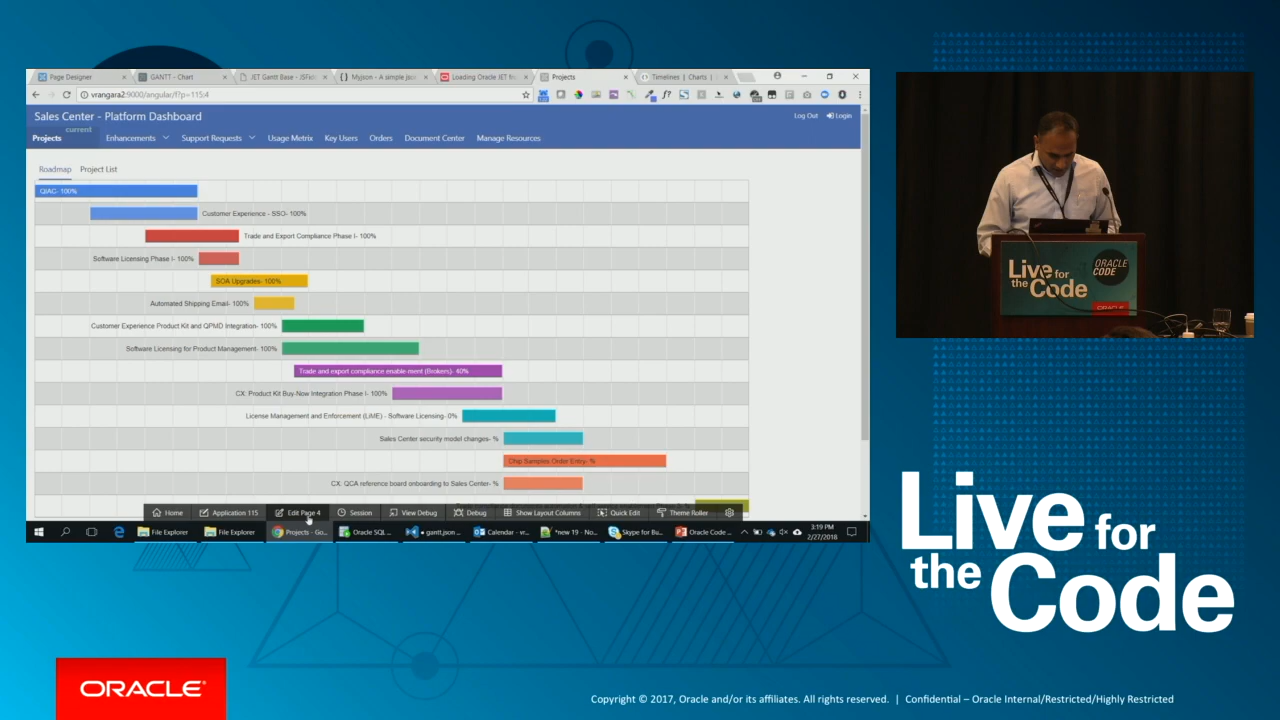 Page Designer
GANTT - Chart
JET Gantt Base - JSFid
Myjson - A simple json
Loading Oracle JET fr
Projects
Timelines | Charts |
vrangara2:9000/angular/f?p=115:4
Sales Center - Platform Dashboard
Log Out
Login
current
Projects
Enhancements
Support Requests
Usage Metrix
Key Users
Orders
Document Center
Manage Resources
Roadmap
Project List
QIAC- 100%
Customer Experience - SSO- 100%
Trade and Export Compliance Phase I- 100%
Software Licensing Phase I- 100%
SOA Upgrades- 100%
Automated Shipping Email- 100%
Customer Experience Product Kit and QPMD Integration- 100%
Software Licensing for Product Management- 100%
Trade and export compliance enable-ment (Brokers)- 40%
CX: Product Kit Buy-Now Integration Phase I- 100%
License Management and Enforcement (LiME) - Software Licensing- 0%
Sales Center security model changes- %
Chip Samples Order Entry- %
CX: QCA reference board onboarding to Sales Center- %
Home
Application 115
Edit Page 4
Session
View Debug
Debug
Show Layout Columns
Quick Edit
Theme Roller
File Explorer
File Explorer
Projects - Go...
Oracle SQL ...
gantt.json ...
Calendar - vr...
*new 19 - No...
Skype for Bu...
Oracle Code ...
3:19 PM
2/27/2018
Live for
the Code
ORACLE
CODE
ORACLE
Live for
the Code
ORACLE
Copyright © 2017, Oracle and/or its affiliates. All rights reserved. | Confidential – Oracle Internal/Restricted/Highly Restricted